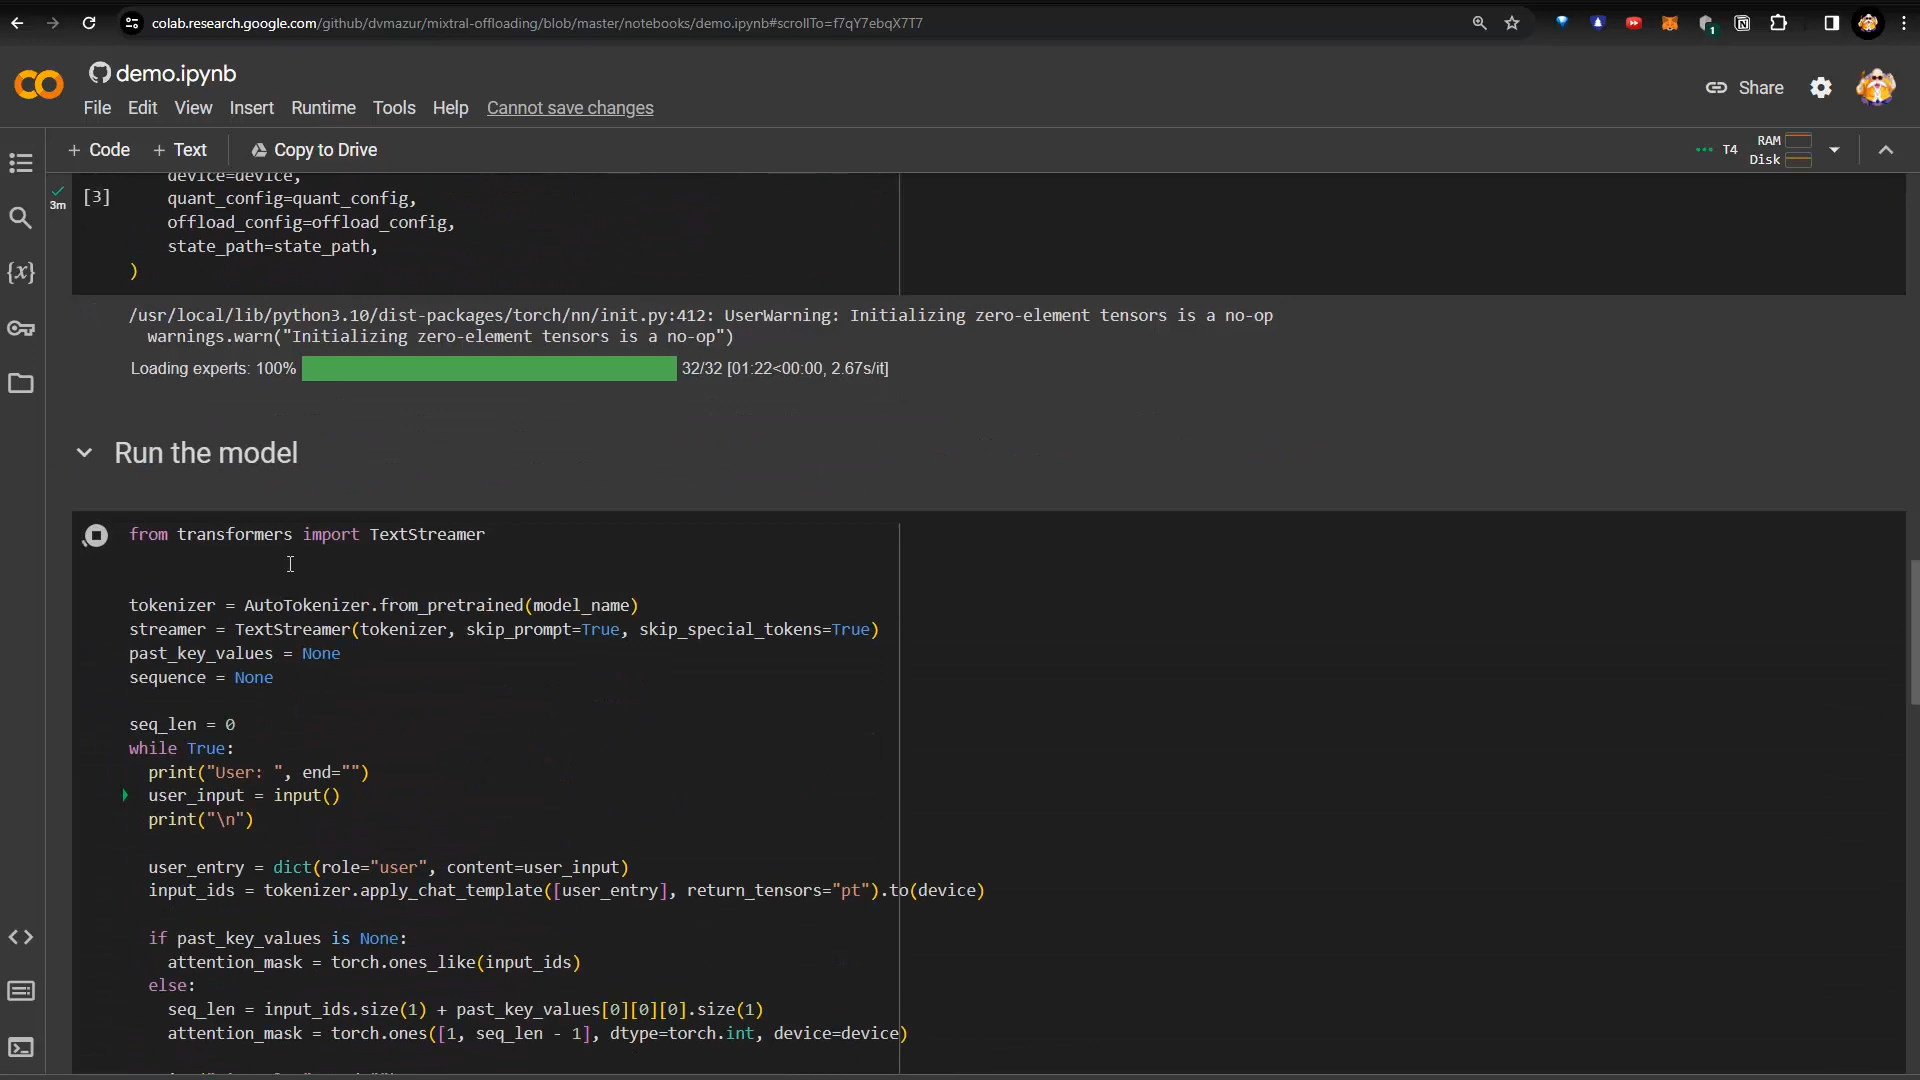 colab.research.google.com/github/dvmazur/mixtral-offloading/blob/master/notebooks/demo.ipynb#scrollTo=f7qY7ebqX7T7
1
demo.ipynb
File Edit View Insert Runtime Tools Help Cannot save changes
Share
+ Code + Text Copy to Drive
T4 RAM
Disk
device=device,
3m [3] quant_config=quant_config,
offload_config=offload_config,
state_path=state_path,
)
/usr/local/lib/python3.10/dist-packages/torch/nn/init.py:412: UserWarning: Initializing zero-element tensors is a no-op
warnings.warn("Initializing zero-element tensors is a no-op")
Loading experts: 100% 32/32 [01:22<00:00, 2.67s/it]
Run the model
from transformers import TextStreamer
tokenizer = AutoTokenizer.from_pretrained(model_name)
streamer = TextStreamer(tokenizer, skip_prompt=True, skip_special_tokens=True)
past_key_values = None
sequence = None
seq_len = 0
while True:
print("User: ", end="")
user_input = input()
print("\n")
user_entry = dict(role="user", content=user_input)
input_ids = tokenizer.apply_chat_template([user_entry], return_tensors="pt").to(device)
if past_key_values is None:
attention_mask = torch.ones_like(input_ids)
else:
seq_len = input_ids.size(1) + past_key_values[0][0][0].size(1)
attention_mask = torch.ones([1, seq_len - 1], dtype=torch.int, device=device)